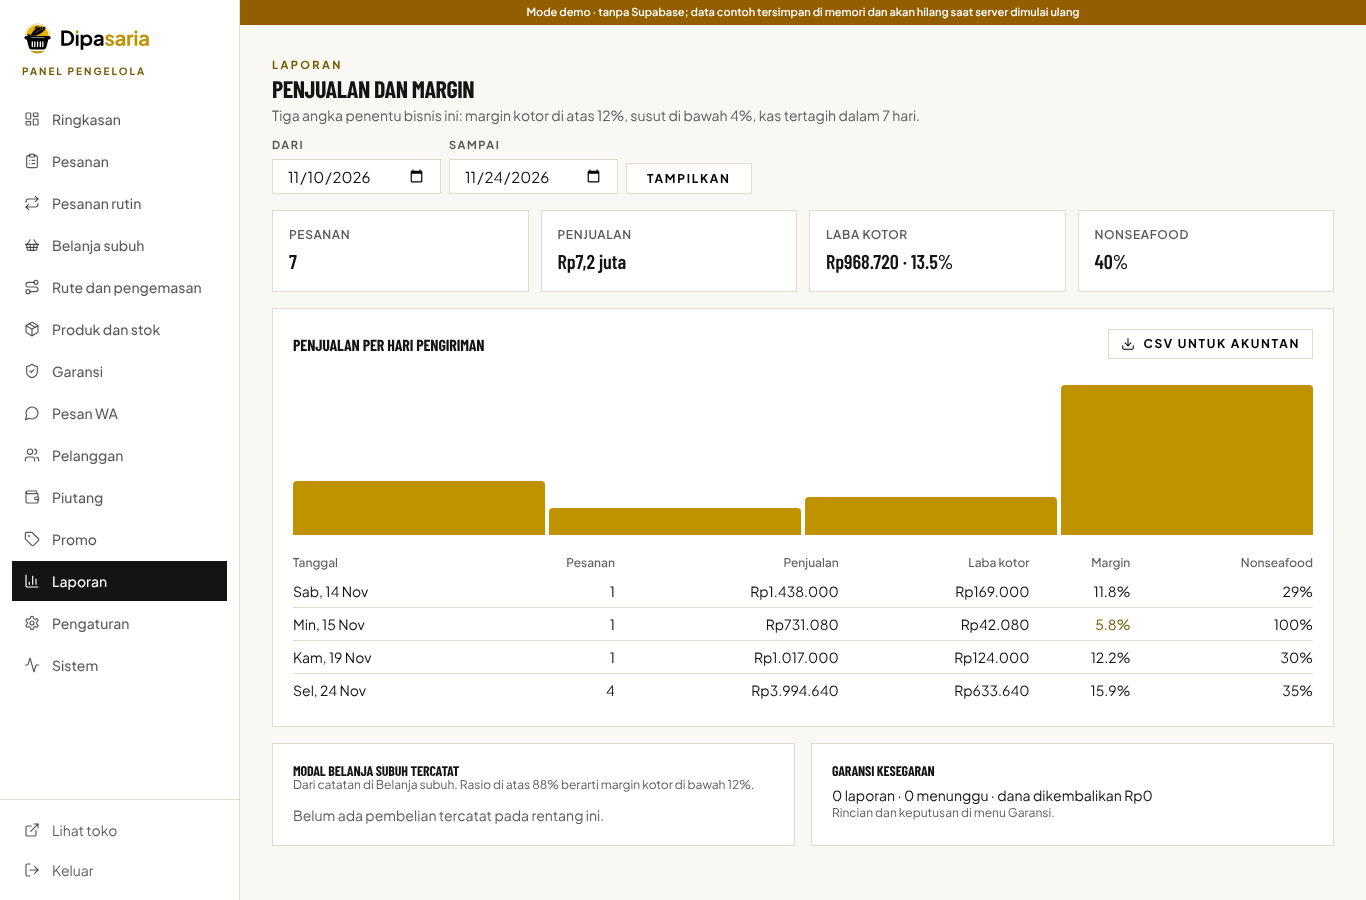 Mode demo · tanpa Supabase; data contoh tersimpan di memori dan akan hilang saat server dimulai ulang
Dipasaria
PANEL PENGELOLA
Ringkasan
Pesanan
Pesanan rutin
Belanja subuh
Rute dan pengemasan
Produk dan stok
Garansi
Pesan WA
Pelanggan
Piutang
Promo
Laporan
Pengaturan
Sistem
Lihat toko
Keluar
LAPORAN
PENJUALAN DAN MARGIN
Tiga angka penentu bisnis ini: margin kotor di atas 12%, susut di bawah 4%, kas tertagih dalam 7 hari.
DARI SAMPAI
11/10/2026 11/24/2026 TAMPILKAN
PESANAN
7
PENJUALAN
Rp7,2 juta
LABA KOTOR
Rp968.720 · 13.5%
NONSEAFOOD
40%
PENJUALAN PER HARI PENGIRIMAN
CSV UNTUK AKUNTAN
Tanggal Pesanan Penjualan Laba kotor Margin Nonseafood
Sab, 14 Nov 1 Rp1.438.000 Rp169.000 11.8% 29%
Min, 15 Nov 1 Rp731.080 Rp42.080 5.8% 100%
Kam, 19 Nov 1 Rp1.017.000 Rp124.000 12.2% 30%
Sel, 24 Nov 4 Rp3.994.640 Rp633.640 15.9% 35%
MODAL BELANJA SUBUH TERCATAT
Dari catatan di Belanja subuh. Rasio di atas 88% berarti margin kotor di bawah 12%.
Belum ada pembelian tercatat pada rentang ini.
GARANSI KESEGARAN
0 laporan · 0 menunggu · dana dikembalikan Rp0
Rincian dan keputusan di menu Garansi.